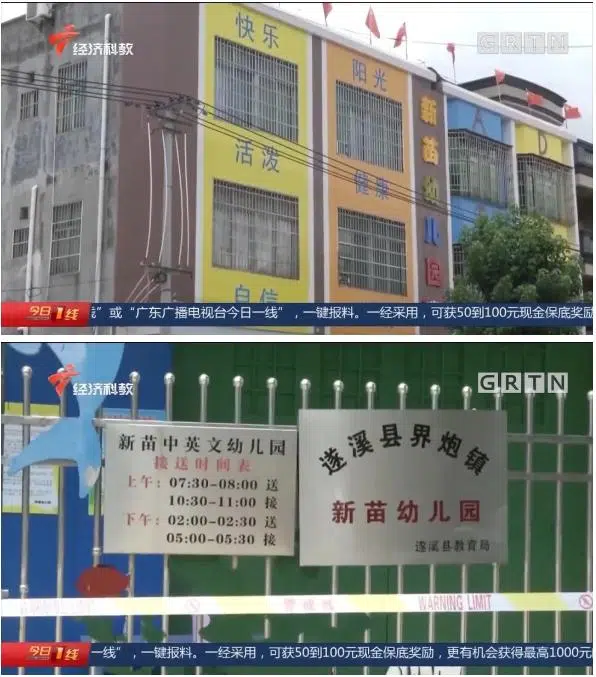 经济科教
GRTN
快乐
阳光
活泼
健康
自信
新苗幼儿园
A
D
今日1线
线”或“广东广播电视台今日一线”，一键报料。一经采用，可获50到100元现金保底奖励
经济科教
GRTN
新苗中英文幼儿园
接送时间表
上午：07:30-08:00 送
10:30-11:00 接
下午：02:00-02:30 送
05:00-05:30 接
遂溪县界炮镇
新苗幼儿园
遂溪县教育局
警戒线
WARNING LIMIT
今日1线
一线”，一键报料。一经采用，可获50到100元现金保底奖励，更有机会获得最高1000元